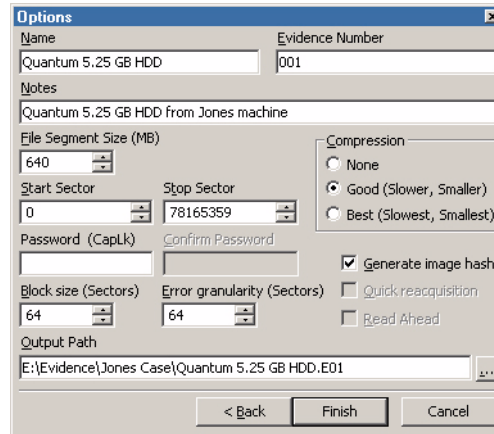 Options
Name Evidence Number
Quantum 5.25 GB HDD 001
Notes
Quantum 5.25 GB HDD from Jones machine
File Segment Size (MB) Compression
640 None
Start Sector Stop Sector Good (Slower, Smaller)
0 78165359 Best (Slowest, Smallest)
Password (CapLk) Confirm Password
Generate image hash
Block size (Sectors) Error granularity (Sectors) Quick reacquisition
64 64 Read Ahead
Output Path
E:\Evidence\Jones Case\Quantum 5.25 GB HDD.E01 ...
< Back Finish Cancel